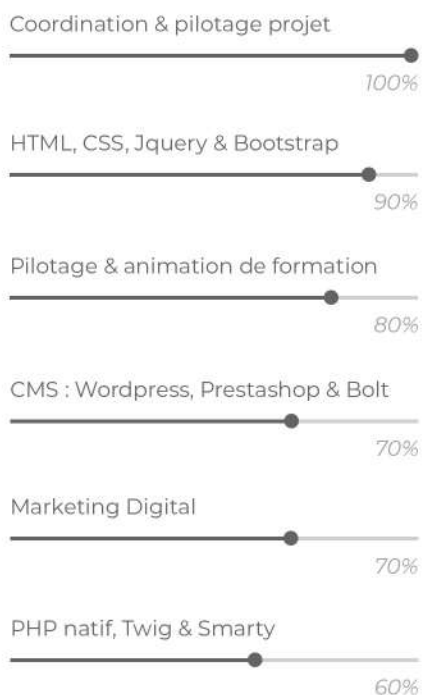 Coordination & pilotage projet
100%
HTML, CSS, Jquery & Bootstrap
90%
Pilotage & animation de formation
80%
CMS : Wordpress, Prestashop & Bolt
70%
Marketing Digital
70%
PHP natif, Twig & Smarty
60%